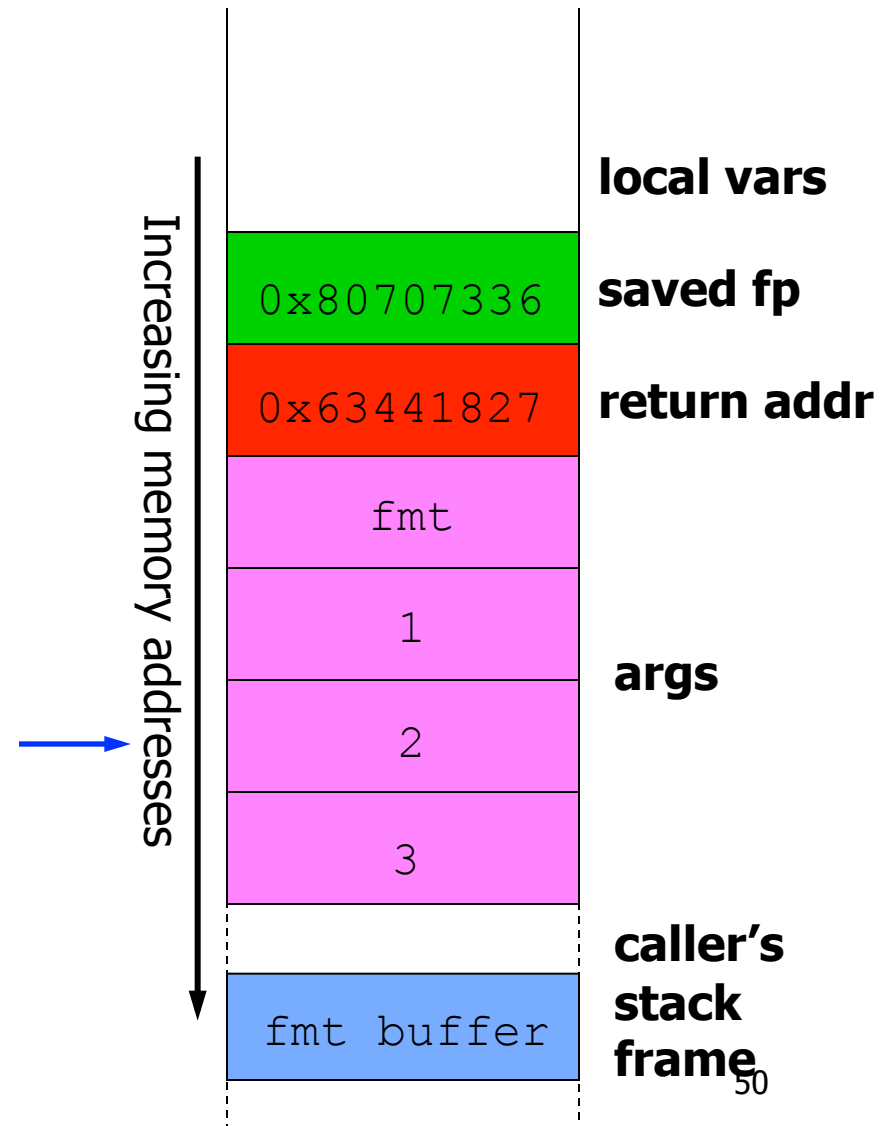 local vars
Increasing memory addresses
0x80707336
saved fp
0x63441827
return addr
fmt
1
args
2
3
caller’s
stack
frame
fmt buffer
50